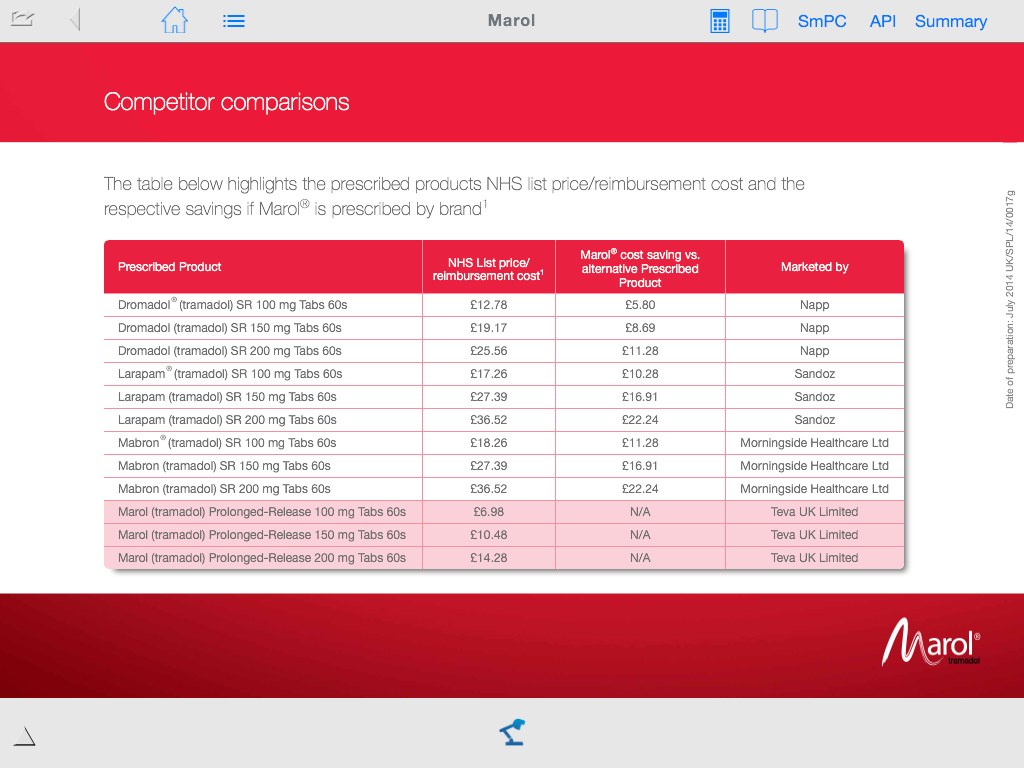 Marol
SmPC API Summary
Competitor comparisons
The table below highlights the prescribed products NHS list price/reimbursement cost and the
respective savings if Marol® is prescribed by brand1
Prescribed Product
NHS List price/
reimbursement cost1
Marol® cost saving vs.
alternative Prescribed
Product
Marketed by
Dromadol® (tramadol) SR 100 mg Tabs 60s £12.78 £5.80 Napp
Dromadol (tramadol) SR 150 mg Tabs 60s £19.17 £8.69 Napp
Dromadol (tramadol) SR 200 mg Tabs 60s £25.56 £11.28 Napp
Larapam® (tramadol) SR 100 mg Tabs 60s £17.26 £10.28 Sandoz
Larapam (tramadol) SR 150 mg Tabs 60s £27.39 £16.91 Sandoz
Larapam (tramadol) SR 200 mg Tabs 60s £36.52 £22.24 Sandoz
Mabron® (tramadol) SR 100 mg Tabs 60s £18.26 £11.28 Morningside Healthcare Ltd
Mabron (tramadol) SR 150 mg Tabs 60s £27.39 £16.91 Morningside Healthcare Ltd
Mabron (tramadol) SR 200 mg Tabs 60s £36.52 £22.24 Morningside Healthcare Ltd
Marol (tramadol) Prolonged-Release 100 mg Tabs 60s £6.98 N/A Teva UK Limited
Marol (tramadol) Prolonged-Release 150 mg Tabs 60s £10.48 N/A Teva UK Limited
Marol (tramadol) Prolonged-Release 200 mg Tabs 60s £14.28 N/A Teva UK Limited
Date of preparation: July 2014 UK/SPL/14/0017g
Marol®
tramadol